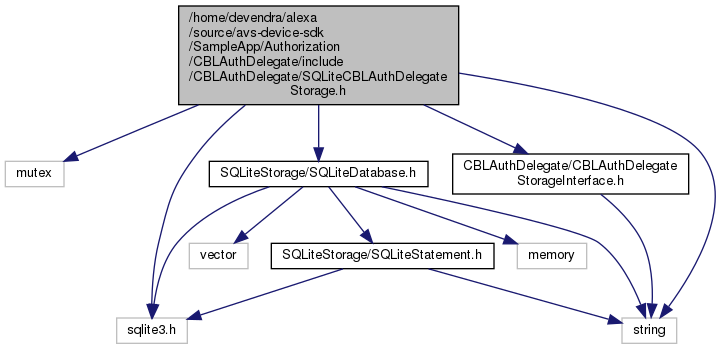 /home/devendra/alexa
/source/avs-device-sdk
/SampleApp/Authorization
/CBLAuthDelegate/include
/CBLAuthDelegate/SQLiteCBLAuthDelegate
Storage.h
mutex
SQLiteStorage/SQLiteDatabase.h
CBLAuthDelegate/CBLAuthDelegate
StorageInterface.h
vector
SQLiteStorage/SQLiteStatement.h
memory
sqlite3.h
string